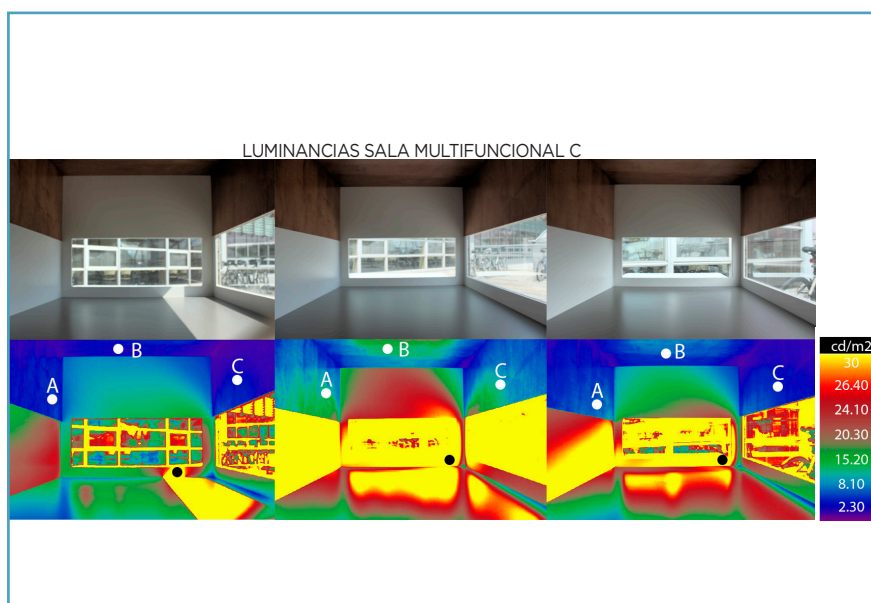 LUMINANCIAS SALA MULTIFUNCIONAL C
A
B
C
A
B
C
A
B
C
cd/m2
30
26.40
24.10
20.30
15.20
8.10
2.30